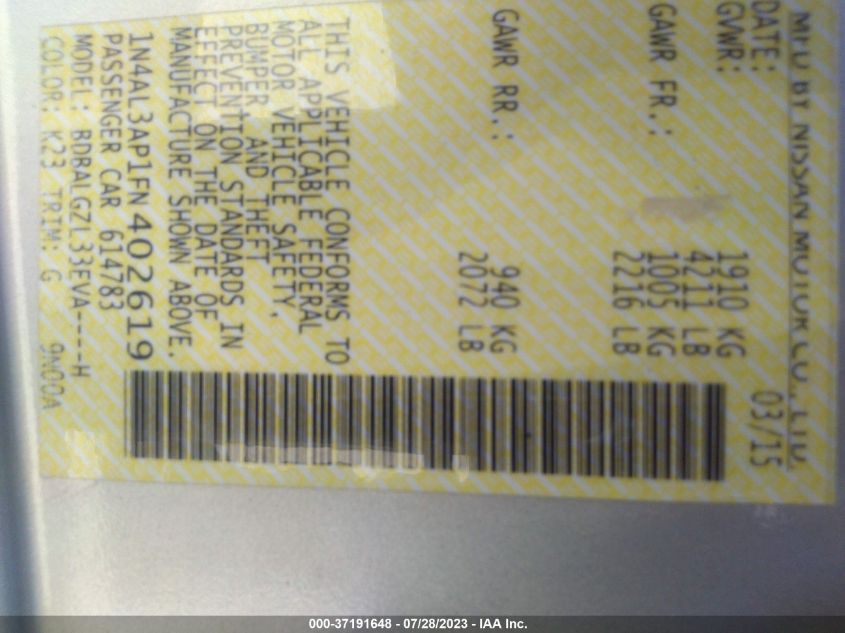 MFD BY NISSAN MOTOR CO., LTD.
DATE: 03/15
GVWR: 1910 KG
4211 LB
GAWR FR.: 1005 KG
2216 LB
GAWR RR.: 940 KG
2072 LB
THIS VEHICLE CONFORMS TO
ALL APPLICABLE FEDERAL
MOTOR VEHICLE SAFETY,
BUMPER AND THEFT
PREVENTION STANDARDS IN
EFFECT ON THE DATE OF
MANUFACTURE SHOWN ABOVE.
1N4AL3AP1FN402619
PASSENGER CAR 614783
MODEL: BDBALGZL33EVA----H
COLOR: K23 TRIM: G 9N00A
000-37191648 - 07/28/2023 - IAA Inc.